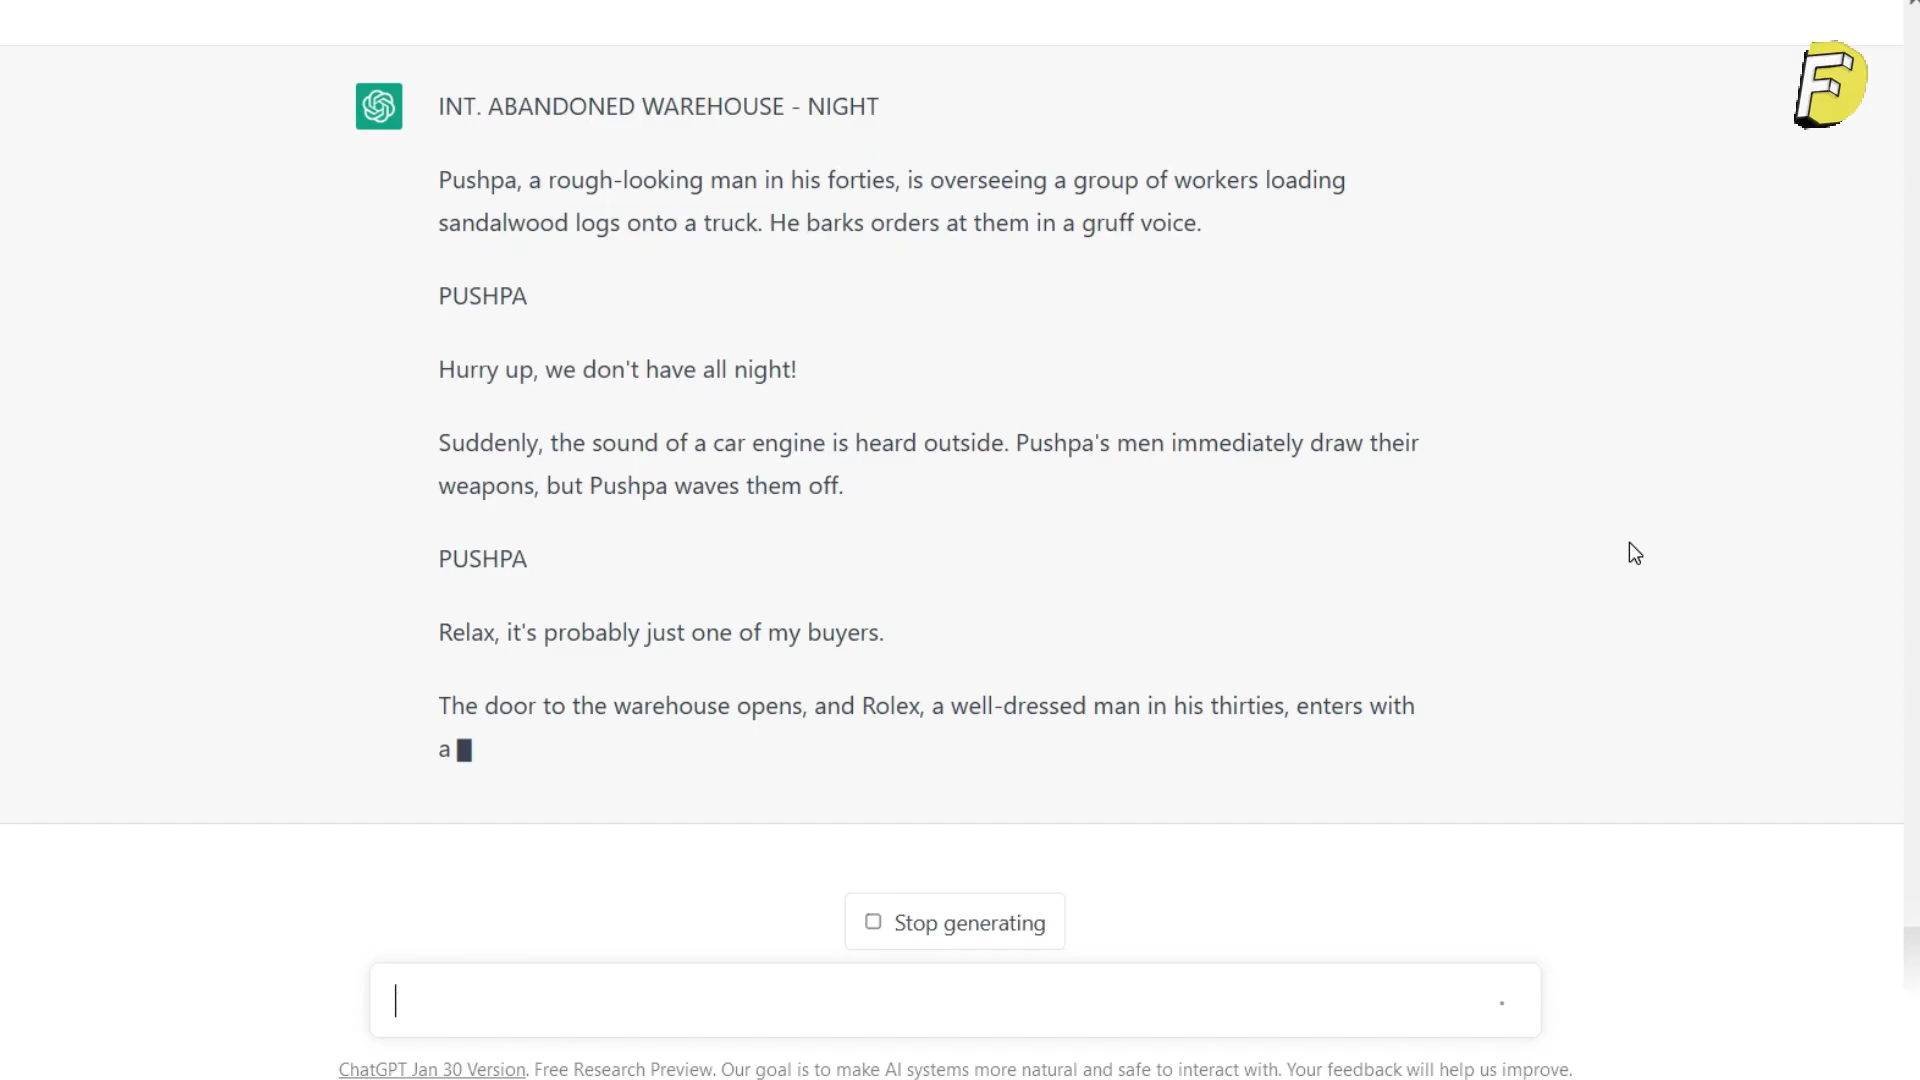 F
INT. ABANDONED WAREHOUSE - NIGHT
Pushpa, a rough-looking man in his forties, is overseeing a group of workers loading
sandalwood logs onto a truck. He barks orders at them in a gruff voice.
PUSHPA
Hurry up, we don't have all night!
Suddenly, the sound of a car engine is heard outside. Pushpa's men immediately draw their
weapons, but Pushpa waves them off.
PUSHPA
Relax, it's probably just one of my buyers.
The door to the warehouse opens, and Rolex, a well-dressed man in his thirties, enters with
a
Stop generating
ChatGPT Jan 30 Version. Free Research Preview. Our goal is to make AI systems more natural and safe to interact with. Your feedback will help us improve.